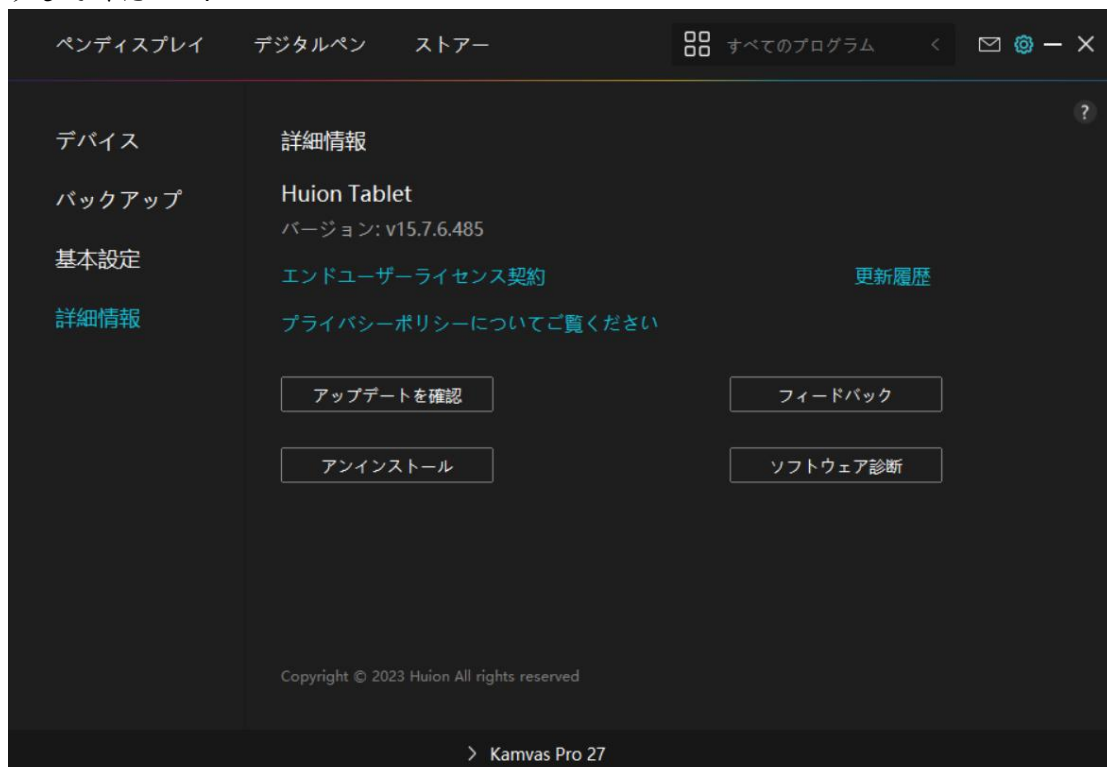 ペンディスプレイ デジタルペン ストアー すべてのプログラム
?
デバイス
バックアップ
基本設定
詳細情報
詳細情報
Huion Tablet
バージョン: v15.7.6.485
エンドユーザーライセンス契約 更新履歴
プライバシーポリシーについてご覧ください
アップデートを確認 フィードバック
アンインストール ソフトウェア診断
Copyright © 2023 Huion All rights reserved
Kamvas Pro 27